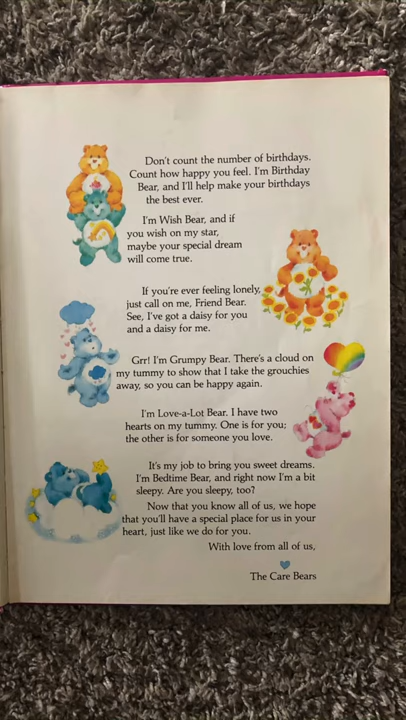 Don't count the number of birthdays.
Count how happy you feel. I'm Birthday
Bear, and I'll help make your birthdays
the best ever.
I'm Wish Bear, and if
you wish on my star,
maybe your special dream
will come true.
If you're ever feeling lonely,
just call on me, Friend Bear.
See, I've got a daisy for you
and a daisy for me.
Grr! I'm Grumpy Bear. There's a cloud on
my tummy to show that I take the grouchies
away, so you can be happy again.
I'm Love-a-Lot Bear. I have two
hearts on my tummy. One is for you;
the other is for someone you love.
It's my job to bring you sweet dreams.
I'm Bedtime Bear, and right now I'm a bit
sleepy. Are you sleepy, too?
Now that you know all of us, we hope
that you'll have a special place for us in your
heart, just like we do for you.
With love from all of us,
The Care Bears